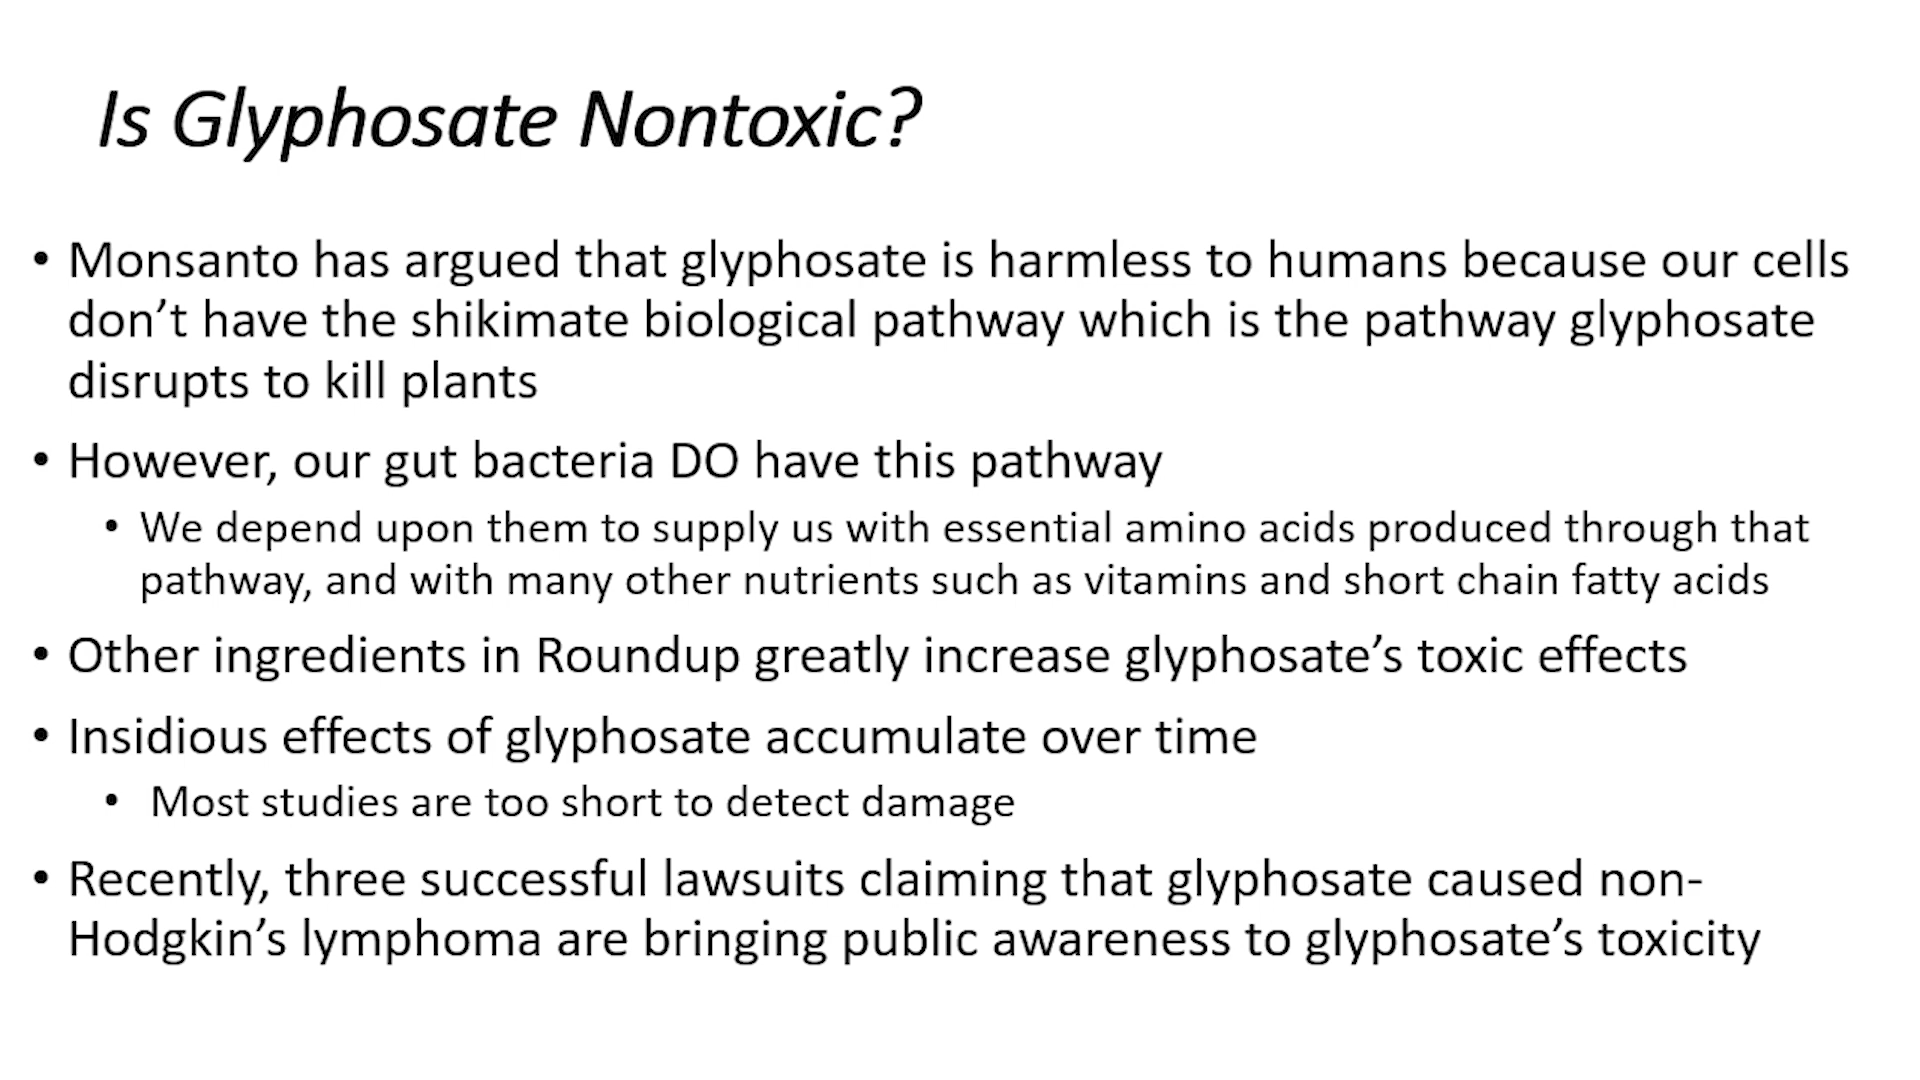 Is Glyphosate Nontoxic?
• Monsanto has argued that glyphosate is harmless to humans because our cells
don’t have the shikimate biological pathway which is the pathway glyphosate
disrupts to kill plants
• However, our gut bacteria DO have this pathway
• We depend upon them to supply us with essential amino acids produced through that
pathway, and with many other nutrients such as vitamins and short chain fatty acids
• Other ingredients in Roundup greatly increase glyphosate’s toxic effects
• Insidious effects of glyphosate accumulate over time
• Most studies are too short to detect damage
• Recently, three successful lawsuits claiming that glyphosate caused non-
Hodgkin’s lymphoma are bringing public awareness to glyphosate’s toxicity